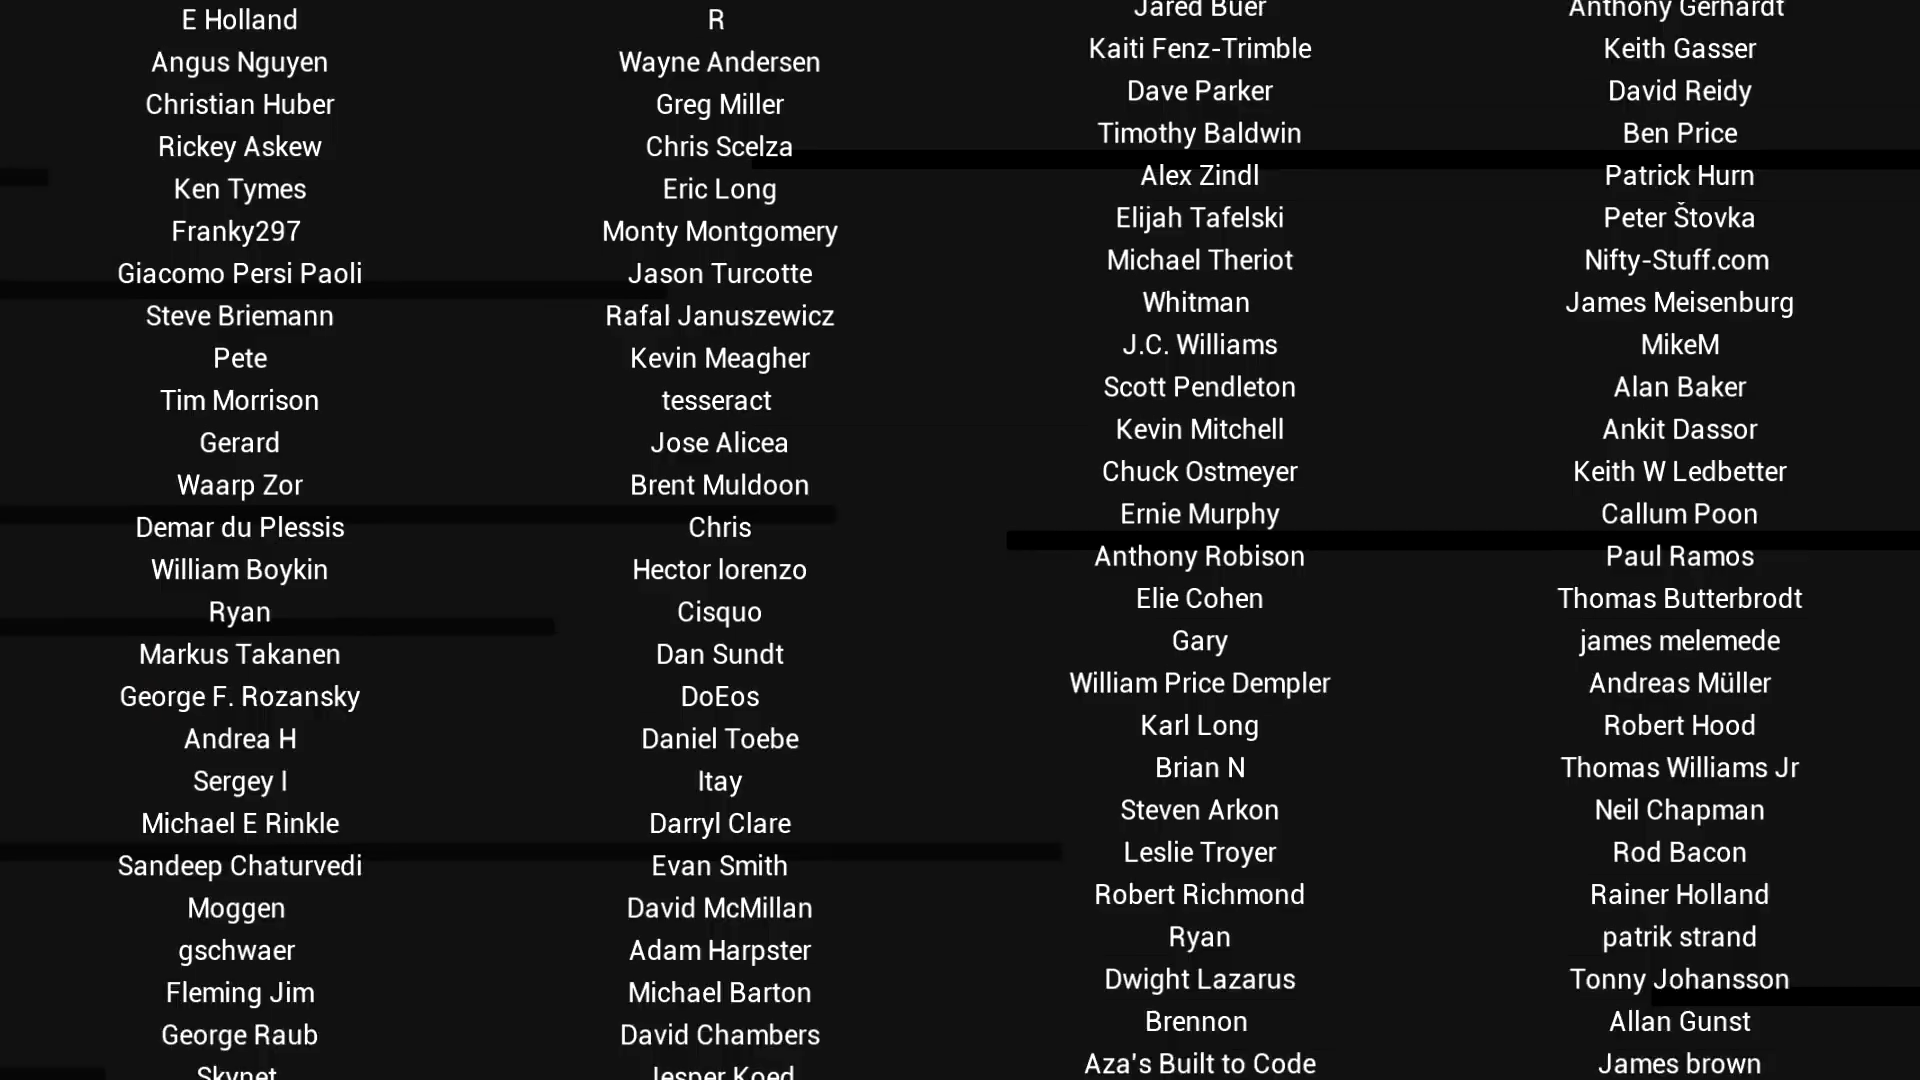 E Holland
Angus Nguyen
Christian Huber
Rickey Askew
Ken Tymes
Franky297
Giacomo Persi Paoli
Steve Briemann
Pete
Tim Morrison
Gerard
Waarp Zor
Demar du Plessis
William Boykin
Ryan
Markus Takanen
George F. Rozansky
Andrea H
Sergey I
Michael E Rinkle
Sandeep Chaturvedi
Moggen
gschwaer
Fleming Jim
George Raub
Skynet
R
Wayne Andersen
Greg Miller
Chris Scelza
Eric Long
Monty Montgomery
Jason Turcotte
Rafal Januszewicz
Kevin Meagher
tesseract
Jose Alicea
Brent Muldoon
Chris
Hector lorenzo
Cisquo
Dan Sundt
DoEos
Daniel Toebe
Itay
Darryl Clare
Evan Smith
David McMillan
Adam Harpster
Michael Barton
David Chambers
Jesper Koed
Jared Buer
Kaiti Fenz-Trimble
Dave Parker
Timothy Baldwin
Alex Zindl
Elijah Tafelski
Michael Theriot
Whitman
J.C. Williams
Scott Pendleton
Kevin Mitchell
Chuck Ostmeyer
Ernie Murphy
Anthony Robison
Elie Cohen
Gary
William Price Dempler
Karl Long
Brian N
Steven Arkon
Leslie Troyer
Robert Richmond
Ryan
Dwight Lazarus
Brennon
Aza's Built to Code
Anthony Gerhardt
Keith Gasser
David Reidy
Ben Price
Patrick Hurn
Peter Štovka
Nifty-Stuff.com
James Meisenburg
MikeM
Alan Baker
Ankit Dassor
Keith W Ledbetter
Callum Poon
Paul Ramos
Thomas Butterbrodt
james melemede
Andreas Müller
Robert Hood
Thomas Williams Jr
Neil Chapman
Rod Bacon
Rainer Holland
patrik strand
Tonny Johansson
Allan Gunst
James brown